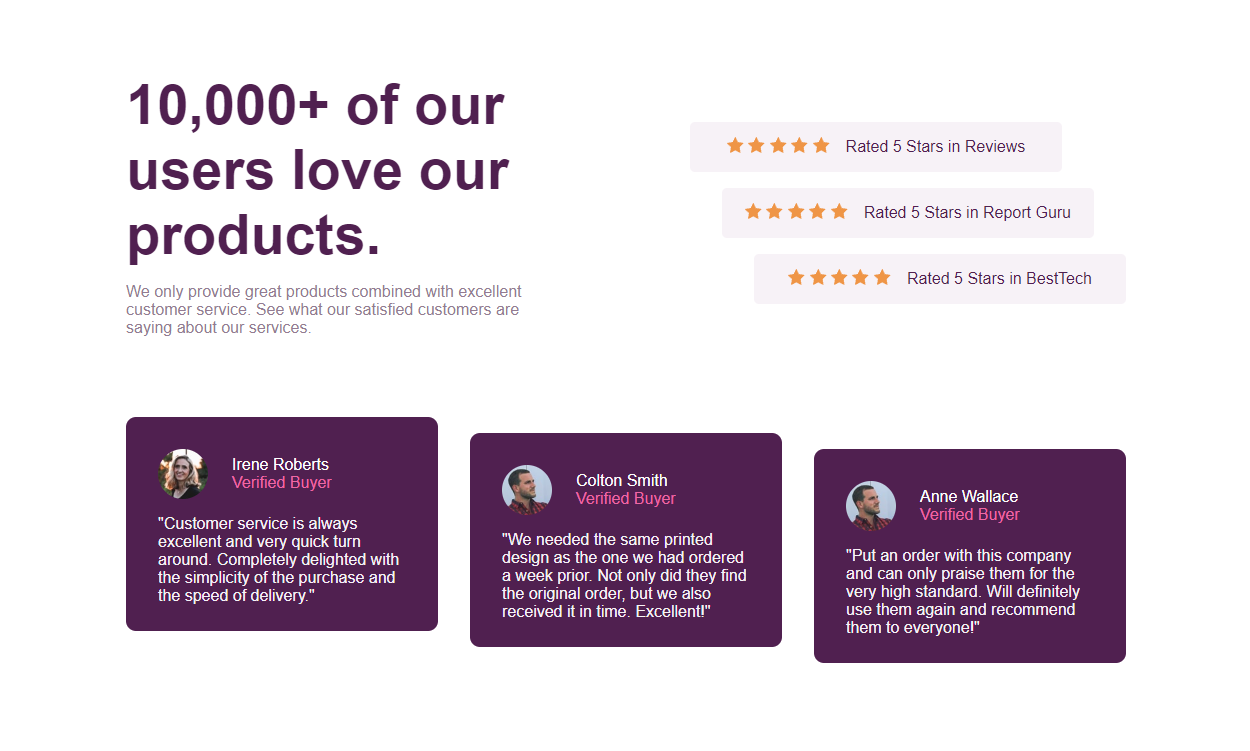 10,000+ of our
users love our
products.
We only provide great products combined with excellent
customer service. See what our satisfied customers are
saying about our services.
Rated 5 Stars in Reviews
Rated 5 Stars in Report Guru
Rated 5 Stars in BestTech
Irene Roberts
Verified Buyer
"Customer service is always
excellent and very quick turn
around. Completely delighted with
the simplicity of the purchase and
the speed of delivery."
Colton Smith
Verified Buyer
"We needed the same printed
design as the one we had ordered
a week prior. Not only did they find
the original order, but we also
received it in time. Excellent!"
Anne Wallace
Verified Buyer
"Put an order with this company
and can only praise them for the
very high standard. Will definitely
use them again and recommend
them to everyone!"